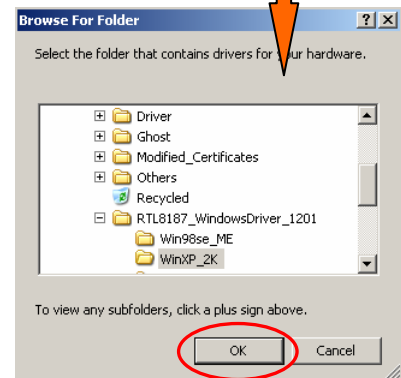 Browse For Folder
Select the folder that contains drivers for your hardware.
Driver
Ghost
Modified_Certificates
Others
Recycled
RTL8187_WindowsDriver_1201
Win98se_ME
WinXP_2K
To view any subfolders, click a plus sign above.
OK Cancel